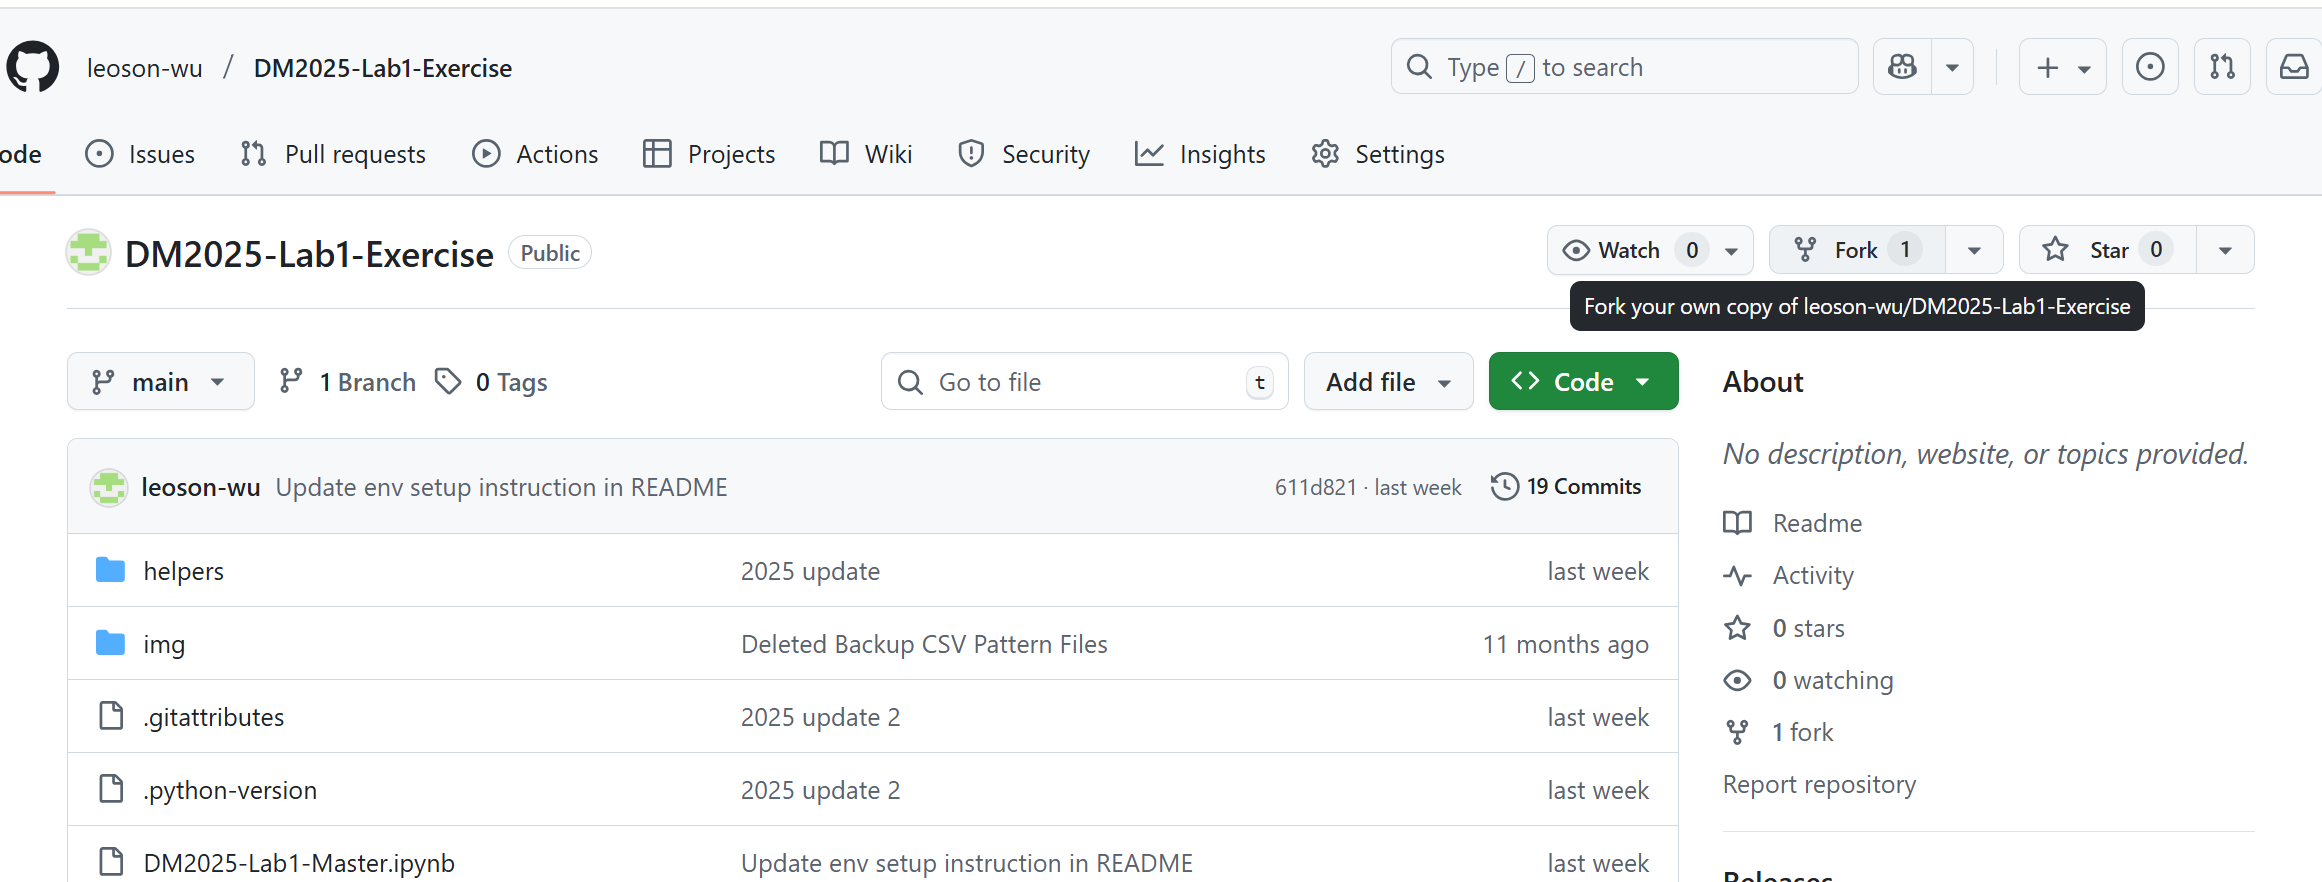 leoson-wu / DM2025-Lab1-Exercise Type / to search
ode Issues Pull requests Actions Projects Wiki Security Insights Settings
DM2025-Lab1-Exercise Public Watch 0 Fork 1 Star 0
Fork your own copy of leoson-wu/DM2025-Lab1-Exercise
main 1 Branch 0 Tags Go to file t Add file Code About
No description, website, or topics provided.
leoson-wu Update env setup instruction in README 611d821 · last week 19 Commits
Readme
helpers 2025 update last week
Activity
0 stars
img Deleted Backup CSV Pattern Files 11 months ago
0 watching
.gitattributes 2025 update 2 last week
1 fork
.python-version 2025 update 2 last week
Report repository
DM2025-Lab1-Master.ipynb Update env setup instruction in README last week
Releases